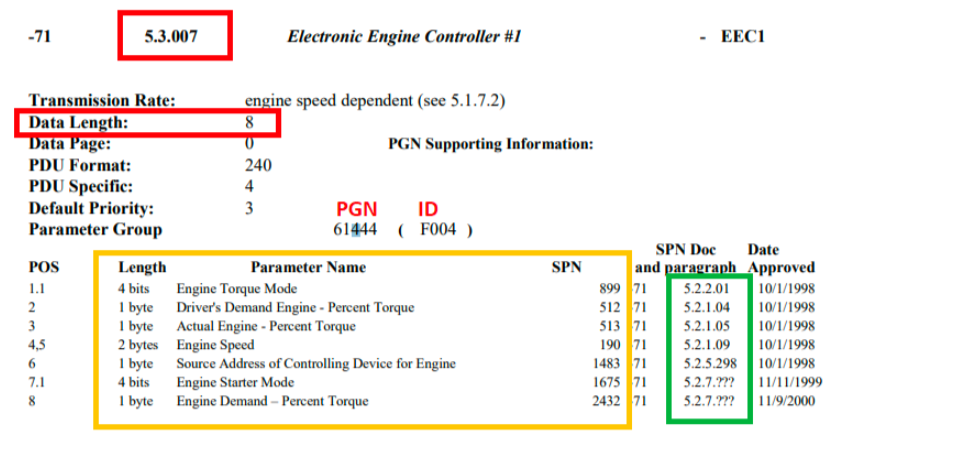 -71 5.3.007 Electronic Engine Controller #1 - EEC1
Transmission Rate: engine speed dependent (see 5.1.7.2)
Data Length: 8
Data Page: 0 PGN Supporting Information:
PDU Format: 240
PDU Specific: 4
Default Priority: 3 PGN ID
Parameter Group 61444 ( F004 )
SPN Doc Date
POS Length Parameter Name SPN and paragraph Approved
1.1 4 bits Engine Torque Mode 899 -71 5.2.2.01 10/1/1998
2 1 byte Driver's Demand Engine - Percent Torque 512 -71 5.2.1.04 10/1/1998
3 1 byte Actual Engine - Percent Torque 513 -71 5.2.1.05 10/1/1998
4,5 2 bytes Engine Speed 190 -71 5.2.1.09 10/1/1998
6 1 byte Source Address of Controlling Device for Engine 1483 -71 5.2.5.298 10/1/1998
7.1 4 bits Engine Starter Mode 1675 -71 5.2.7.??? 11/11/1999
8 1 byte Engine Demand – Percent Torque 2432 -71 5.2.7.??? 11/9/2000